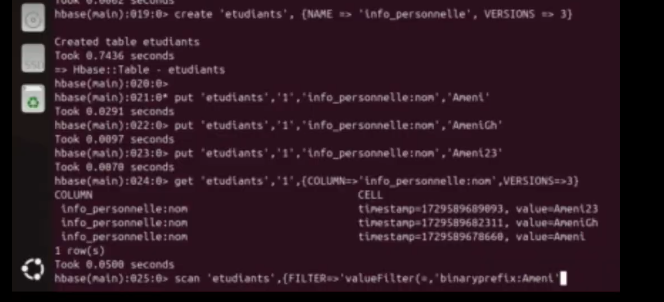 Took 0.0062 seconds
hbase(main):019:0> create 'etudiants', {NAME => 'info_personnelle', VERSIONS => 3}
Created table etudiants
Took 0.7436 seconds
=> Hbase::Table - etudiants
hbase(main):020:0>
hbase(main):021:0* put 'etudiants','1','info_personnelle:nom','Ameni'
Took 0.0291 seconds
hbase(main):022:0> put 'etudiants','1','info_personnelle:nom','AmeniGh'
Took 0.0097 seconds
hbase(main):023:0> put 'etudiants','1','info_personnelle:nom','Ameni23'
Took 0.0070 seconds
hbase(main):024:0> get 'etudiants','1',{COLUMN=>'info_personnelle:nom',VERSIONS=>3}
COLUMN CELL
info_personnelle:nom timestamp=1729589689093, value=Ameni23
info_personnelle:nom timestamp=1729589682311, value=AmeniGh
info_personnelle:nom timestamp=1729589678660, value=Ameni
1 row(s)
Took 0.0500 seconds
hbase(main):025:0> scan 'etudiants',{FILTER=>'valueFilter(=,'binaryprefix:Ameni'